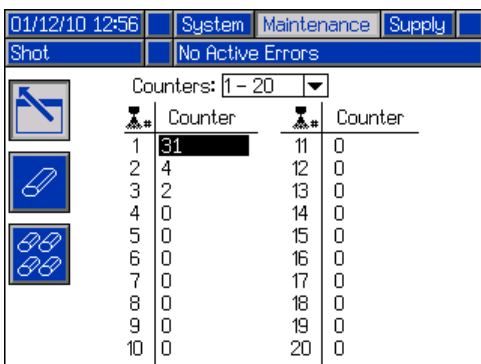 01/12/10 12:56 System Maintenance Supply
Shot No Active Errors
Counters: 1 - 20
# Counter # Counter
1 31 11 0
2 4 12 0
3 2 13 0
4 0 14 0
5 0 15 0
6 0 16 0
7 0 17 0
8 0 18 0
9 0 19 0
10 0 20 0